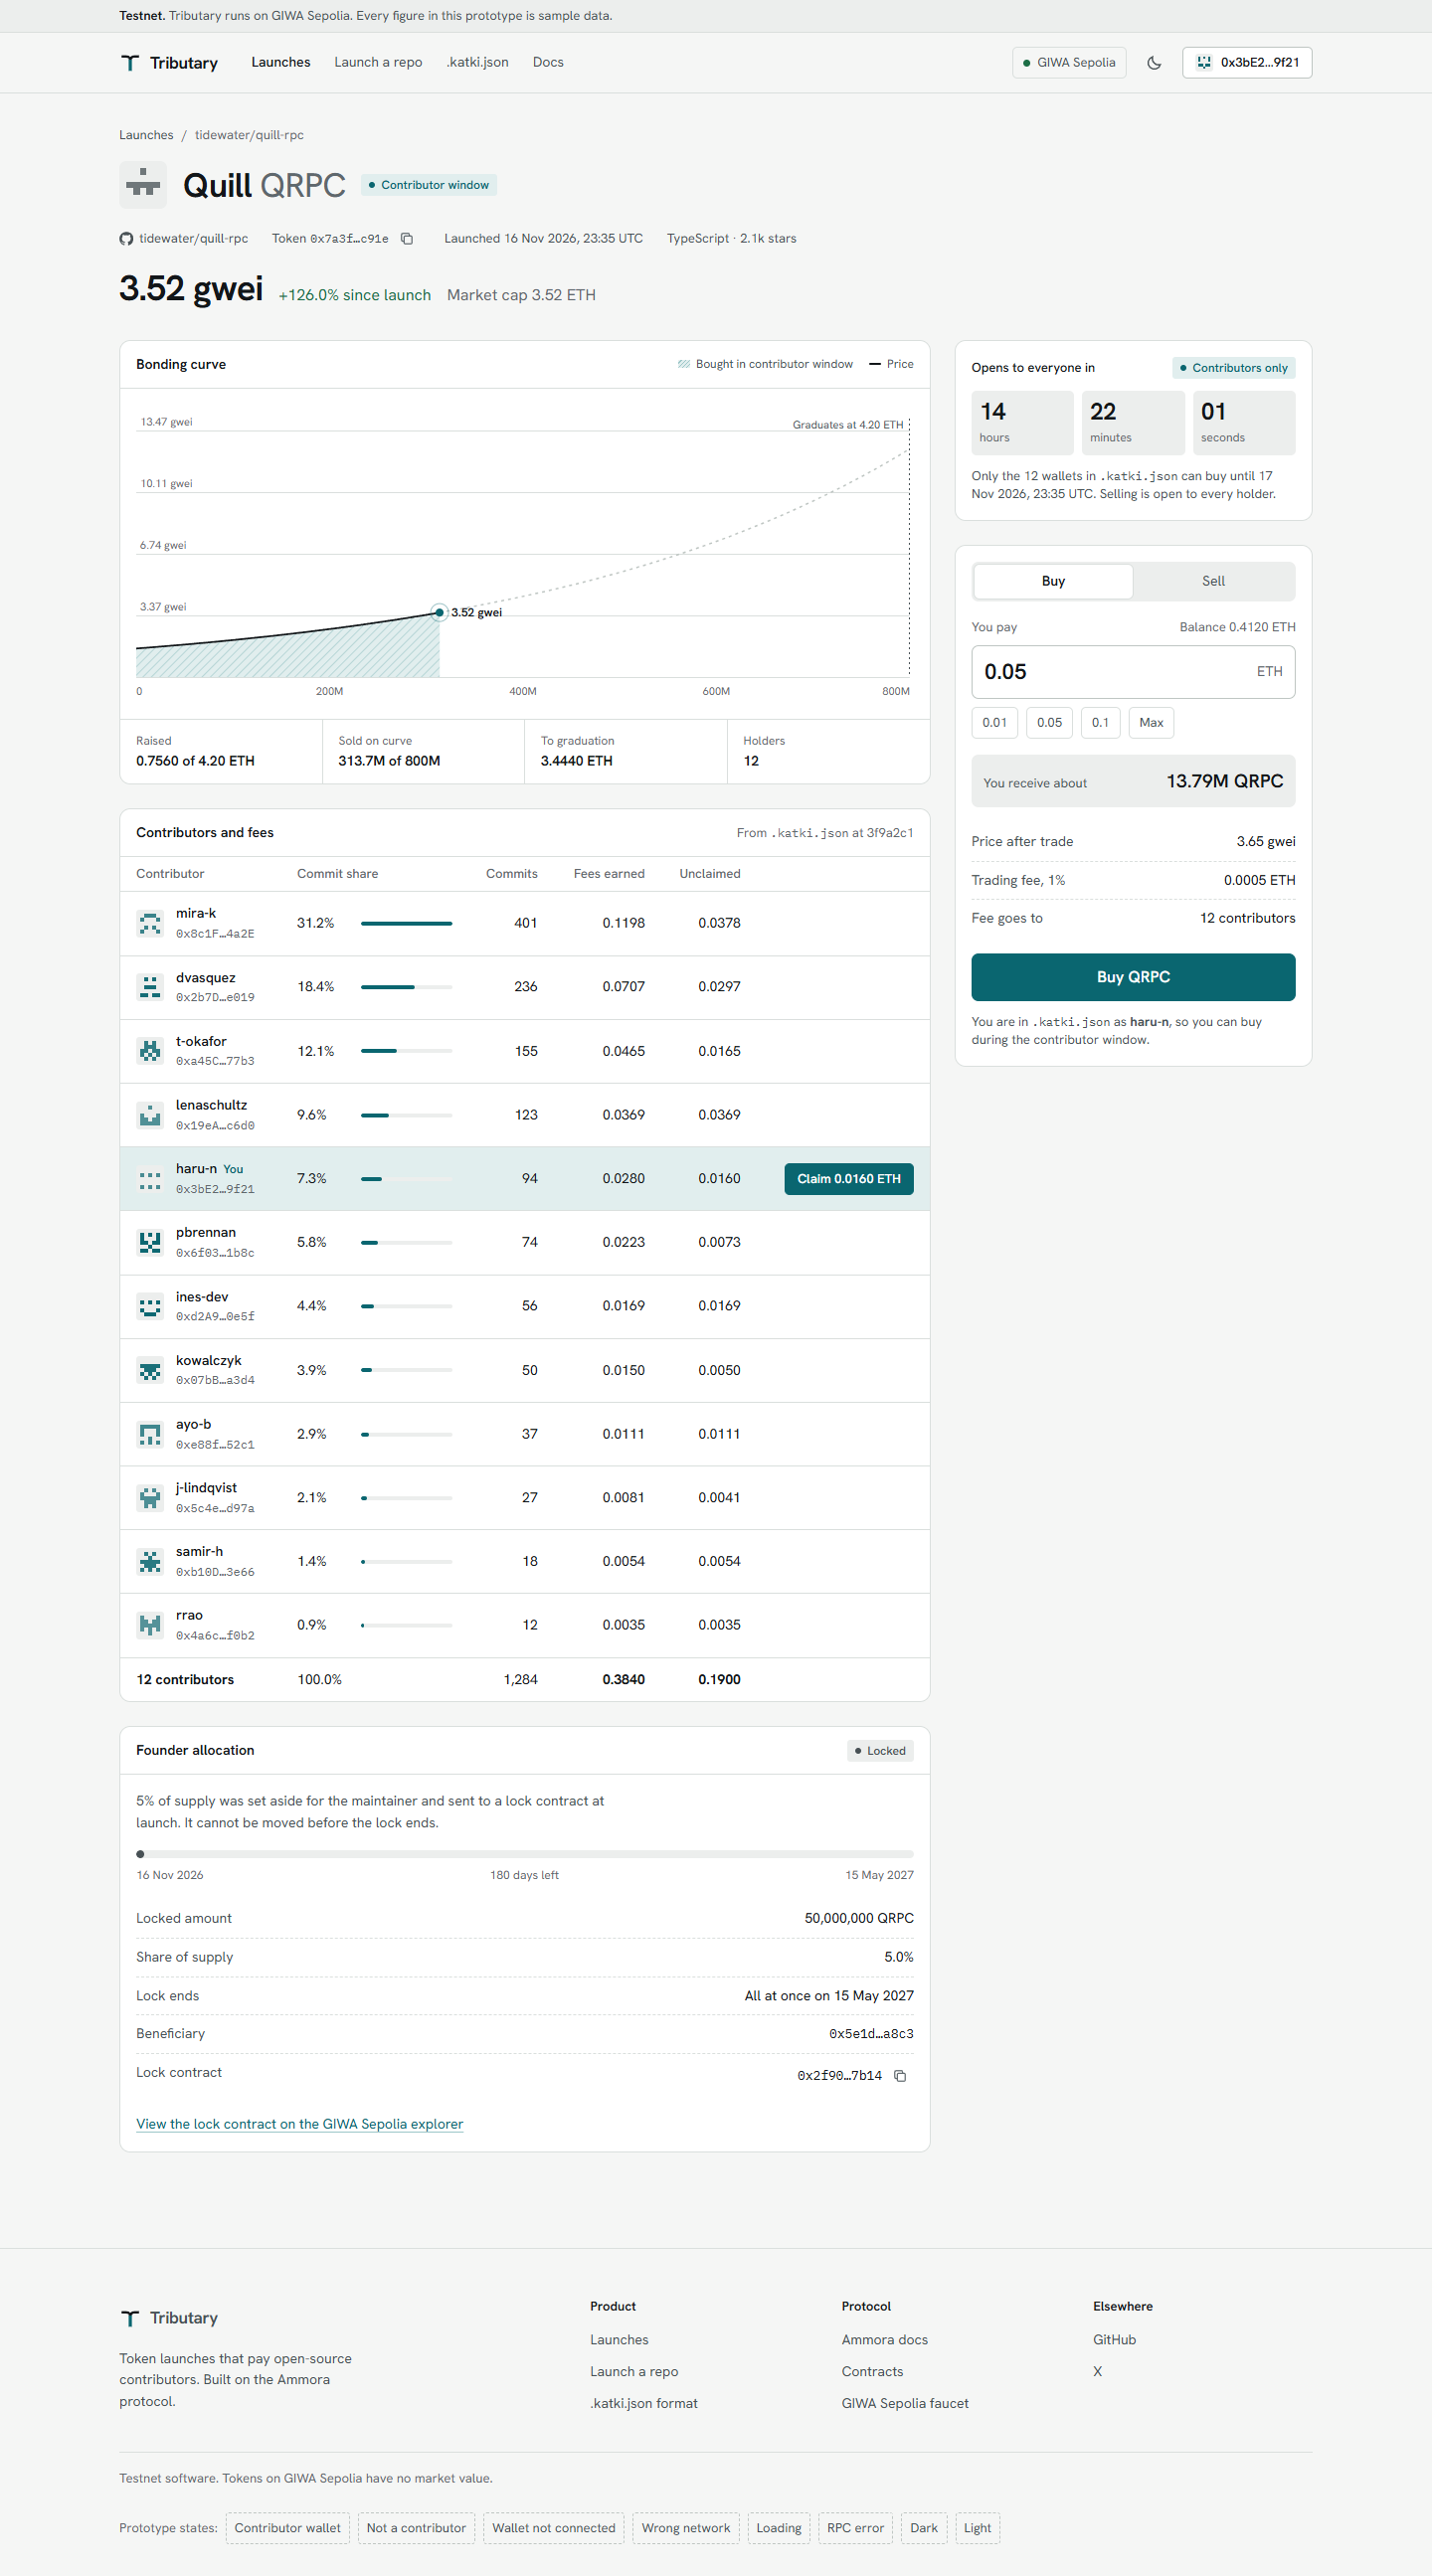 Testnet. Tributary runs on GIWA Sepolia. Every figure in this prototype is sample data.
Tributary Launches Launch a repo .katki.json Docs GIWA Sepolia 0x3bE2…9f21
Launches / tidewater/quill-rpc
Quill QRPC Contributor window
tidewater/quill-rpc Token 0x7a3f…c91e Launched 16 Nov 2026, 23:35 UTC TypeScript · 2.1k stars
3.52 gwei +126.0% since launch Market cap 3.52 ETH
Bonding curve Bought in contributor window Price
13.47 gwei
Graduates at 4.20 ETH
10.11 gwei
6.74 gwei
3.37 gwei
3.52 gwei
0 200M 400M 600M 800M
Raised Sold on curve To graduation Holders
0.7560 of 4.20 ETH 313.7M of 800M 3.4440 ETH 12
Opens to everyone in Contributors only
14 22 01
hours minutes seconds
Only the 12 wallets in .katki.json can buy until 17
Nov 2026, 23:35 UTC. Selling is open to every holder.
Buy Sell
You pay Balance 0.4120 ETH
0.05 ETH
0.01 0.05 0.1 Max
You receive about 13.79M QRPC
Price after trade 3.65 gwei
Trading fee, 1% 0.0005 ETH
Fee goes to 12 contributors
Buy QRPC
You are in .katki.json as haru-n, so you can buy
during the contributor window.
Contributors and fees From .katki.json at 3f9a2c1
Contributor Commit share Commits Fees earned Unclaimed
mira-k
0x8c1F…4a2E 31.2% 401 0.1198 0.0378
dvasquez
0x2b7D…e019 18.4% 236 0.0707 0.0297
t-okafor
0xa45C…77b3 12.1% 155 0.0465 0.0165
lenaschultz
0x19eA…c6d0 9.6% 123 0.0369 0.0369
haru-n You
0x3bE2…9f21 7.3% 94 0.0280 0.0160 Claim 0.0160 ETH
pbrennan
0x6f03…1b8c 5.8% 74 0.0223 0.0073
ines-dev
0xd2A9…0e5f 4.4% 56 0.0169 0.0169
kowalczyk
0x07bB…a3d4 3.9% 50 0.0150 0.0050
ayo-b
0xe88f…52c1 2.9% 37 0.0111 0.0111
j-lindqvist
0x5c4e…d97a 2.1% 27 0.0081 0.0041
samir-h
0xb10D…3e66 1.4% 18 0.0054 0.0054
rrao
0x4a6c…f0b2 0.9% 12 0.0035 0.0035
12 contributors 100.0% 1,284 0.3840 0.1900
Founder allocation Locked
5% of supply was set aside for the maintainer and sent to a lock contract at
launch. It cannot be moved before the lock ends.
16 Nov 2026 180 days left 15 May 2027
Locked amount 50,000,000 QRPC
Share of supply 5.0%
Lock ends All at once on 15 May 2027
Beneficiary 0x5e1d…a8c3
Lock contract 0x2f90…7b14
View the lock contract on the GIWA Sepolia explorer
Tributary
Token launches that pay open-source
contributors. Built on the Ammora
protocol.
Product
Launches
Launch a repo
.katki.json format
Protocol
Ammora docs
Contracts
GIWA Sepolia faucet
Elsewhere
GitHub
X
Testnet software. Tokens on GIWA Sepolia have no market value.
Prototype states: Contributor wallet Not a contributor Wallet not connected Wrong network Loading RPC error Dark Light